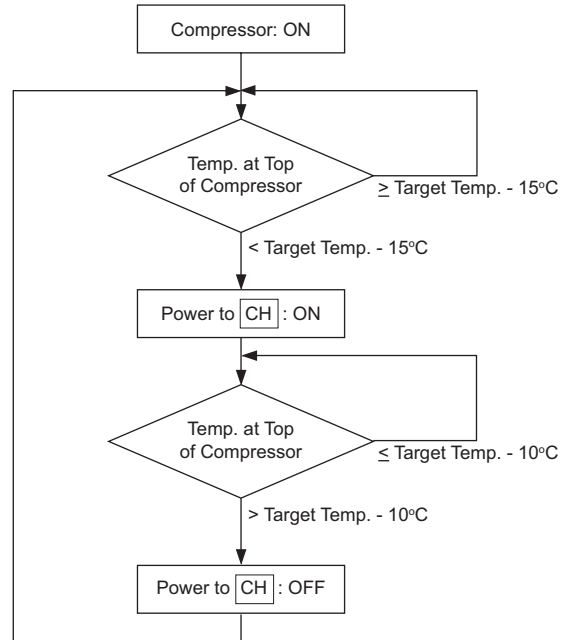 Compressor: ON
Temp. at Top
of Compressor
≥ Target Temp. - 15°C
< Target Temp. - 15°C
Power to CH : ON
Temp. at Top
of Compressor
≤ Target Temp. - 10°C
> Target Temp. - 10°C
Power to CH : OFF